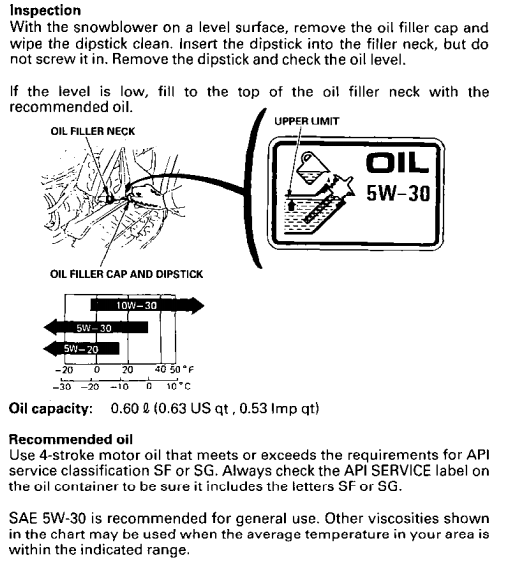 Inspection
With the snowblower on a level surface, remove the oil filler cap and
wipe the dipstick clean. Insert the dipstick into the filler neck, but do
not screw it in. Remove the dipstick and check the oil level.
If the level is low, fill to the top of the oil filler neck with the
recommended oil.
UPPER LIMIT
OIL FILLER NECK
OIL
5W-30
OIL FILLER CAP AND DIPSTICK
10W-30
5W-30
5W-20
-20 0 20 40 50°F
-30 -20 -10 0 10°C
Oil capacity: 0.60 ℓ (0.63 US qt , 0.53 Imp qt)
Recommended oil
Use 4-stroke motor oil that meets or exceeds the requirements for API
service classification SF or SG. Always check the API SERVICE label on
the oil container to be sure it includes the letters SF or SG.
SAE 5W-30 is recommended for general use. Other viscosities shown
in the chart may be used when the average temperature in your area is
within the indicated range.